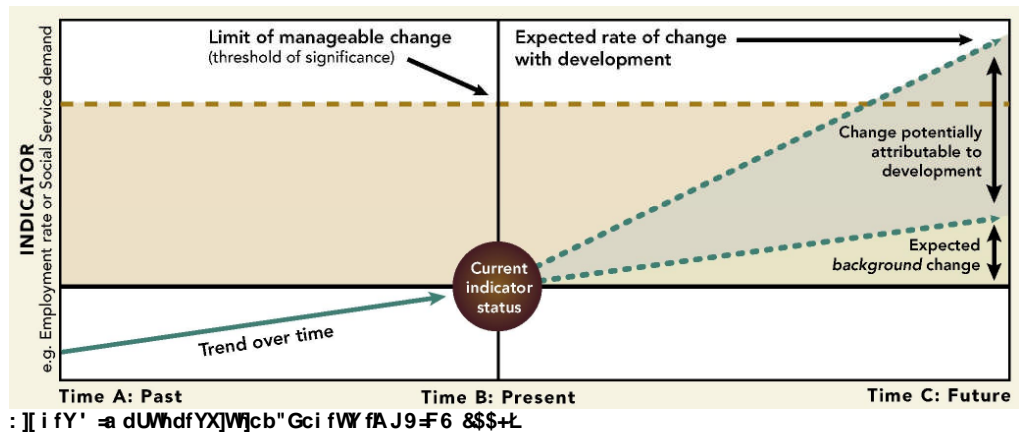 Limit of manageable change
(threshold of significance)
Expected rate of change
with development
Change potentially
attributable to
development
Expected
background change
Current
indicator
status
Trend over time
INDICATOR
e.g. Employment rate or Social Service demand
Time A: Past
Time B: Present
Time C: Future